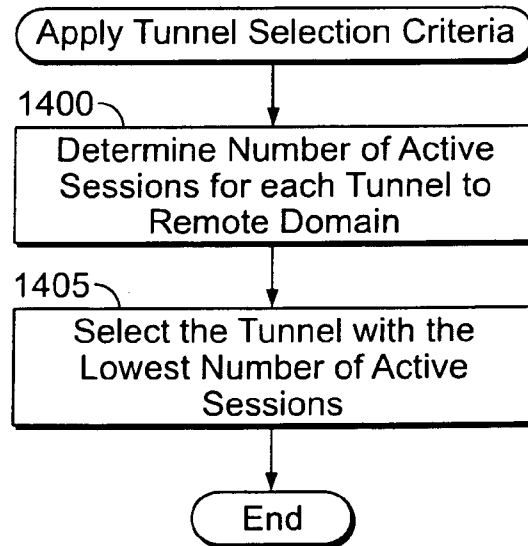 Apply Tunnel Selection Criteria
1400
Determine Number of Active
Sessions for each Tunnel to
Remote Domain
1405
Select the Tunnel with the
Lowest Number of Active
Sessions
End